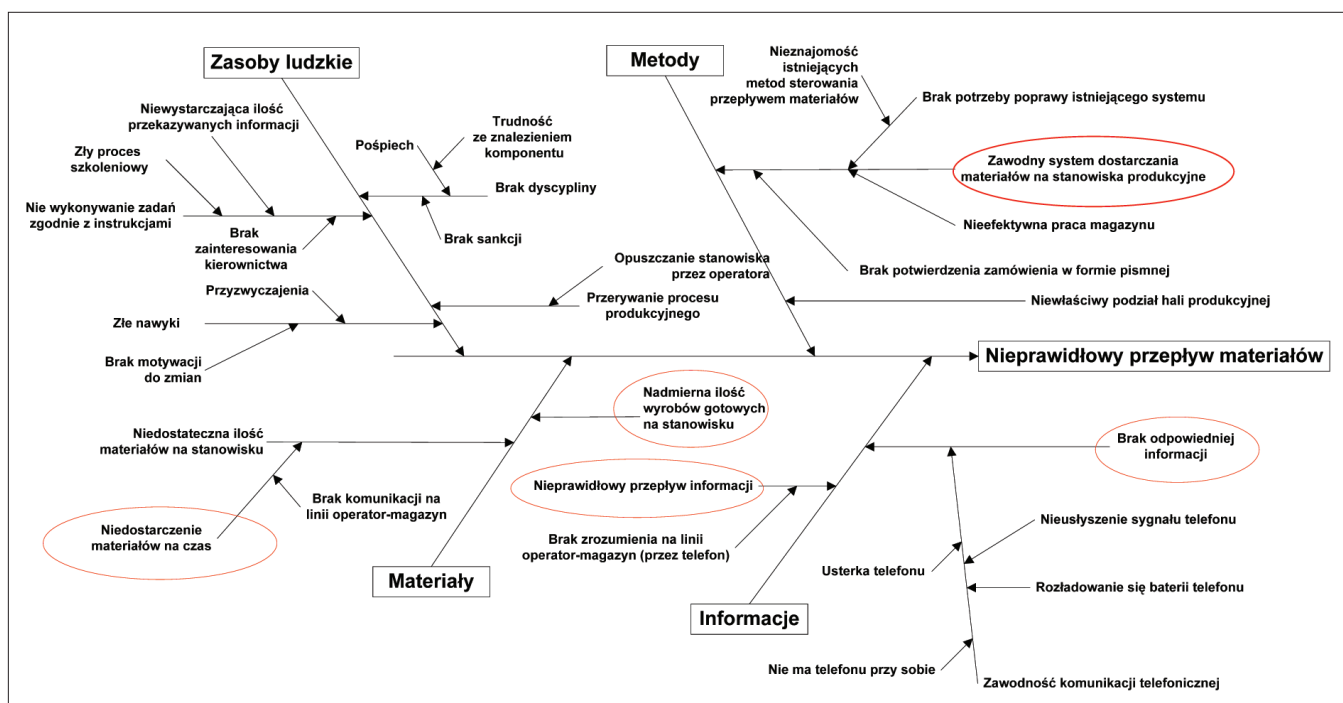 Zasoby ludzkie
Niewystarczająca ilość
przekazywanych informacji
Zły proces
szkoleniowy
Nie wykonywanie zadań
zgodnie z instrukcjami
Brak
zainteresowania
kierownictwa
Pośpiech
Trudność
ze znalezieniem
komponentu
Brak dyscypliny
Brak sankcji
Przyzwyczajenia
Złe nawyki
Brak motywacji
do zmian
Opuszczanie stanowiska
przez operatora
Przerywanie procesu
produkcyjnego
Metody
Nieznajomość
istniejących
metod sterowania
przepływem materiałów
Brak potrzeby poprawy istniejącego systemu
Zawodny system dostarczania
materiałów na stanowiska produkcyjne
Nieefektywna praca magazynu
Brak potwierdzenia zamówienia w formie pismnej
Niewłaściwy podział hali produkcyjnej
Nieprawidłowy przepływ materiałów
Nadmierna ilość
wyrobów gotowych
na stanowisku
Niedostateczna ilość
materiałów na stanowisku
Brak komunikacji na
linii operator-magazyn
Niedostarczenie
materiałów na czas
Materiały
Brak odpowiedniej
informacji
Nieprawidłowy przepływ informacji
Brak zrozumienia na linii
operator-magazyn (przez telefon)
Nieusłyszenie sygnału telefonu
Usterka telefonu
Rozładowanie się baterii telefonu
Nie ma telefonu przy sobie
Zawodność komunikacji telefonicznej
Informacje